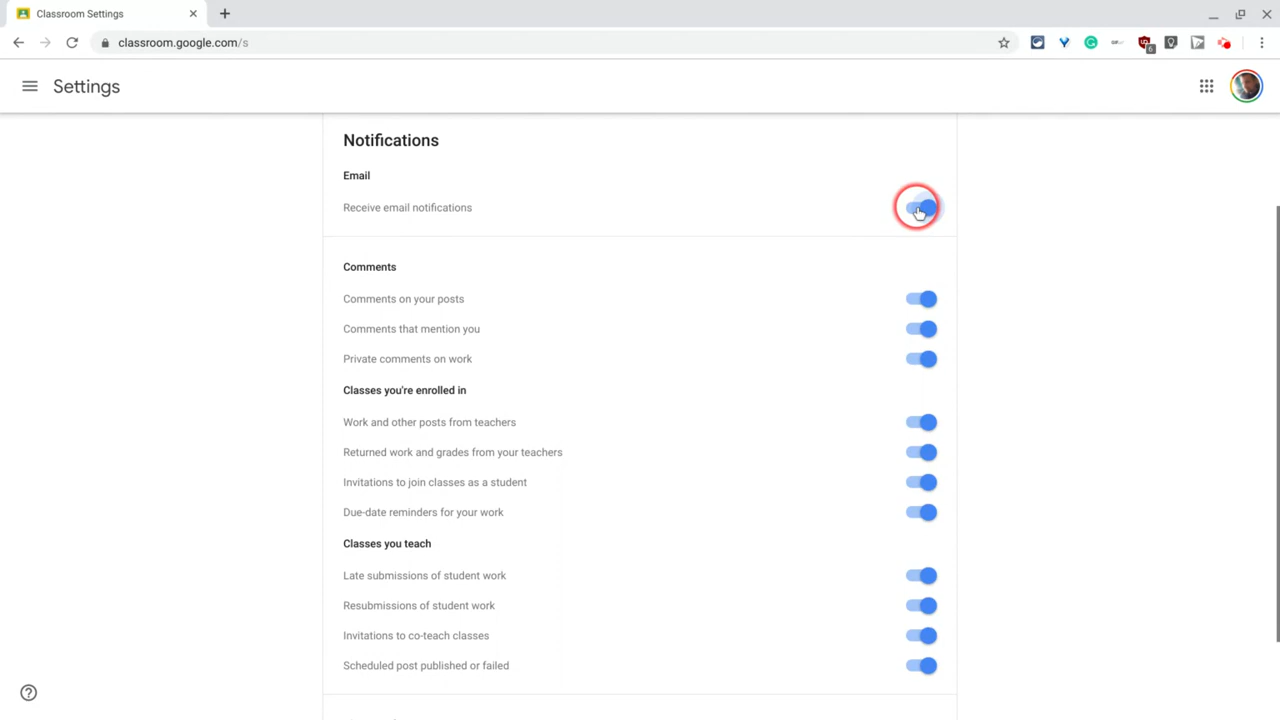 Classroom Settings
classroom.google.com/s
6
Settings
Notifications
Email
Receive email notifications
Comments
Comments on your posts
Comments that mention you
Private comments on work
Classes you're enrolled in
Work and other posts from teachers
Returned work and grades from your teachers
Invitations to join classes as a student
Due-date reminders for your work
Classes you teach
Late submissions of student work
Resubmissions of student work
Invitations to co-teach classes
Scheduled post published or failed